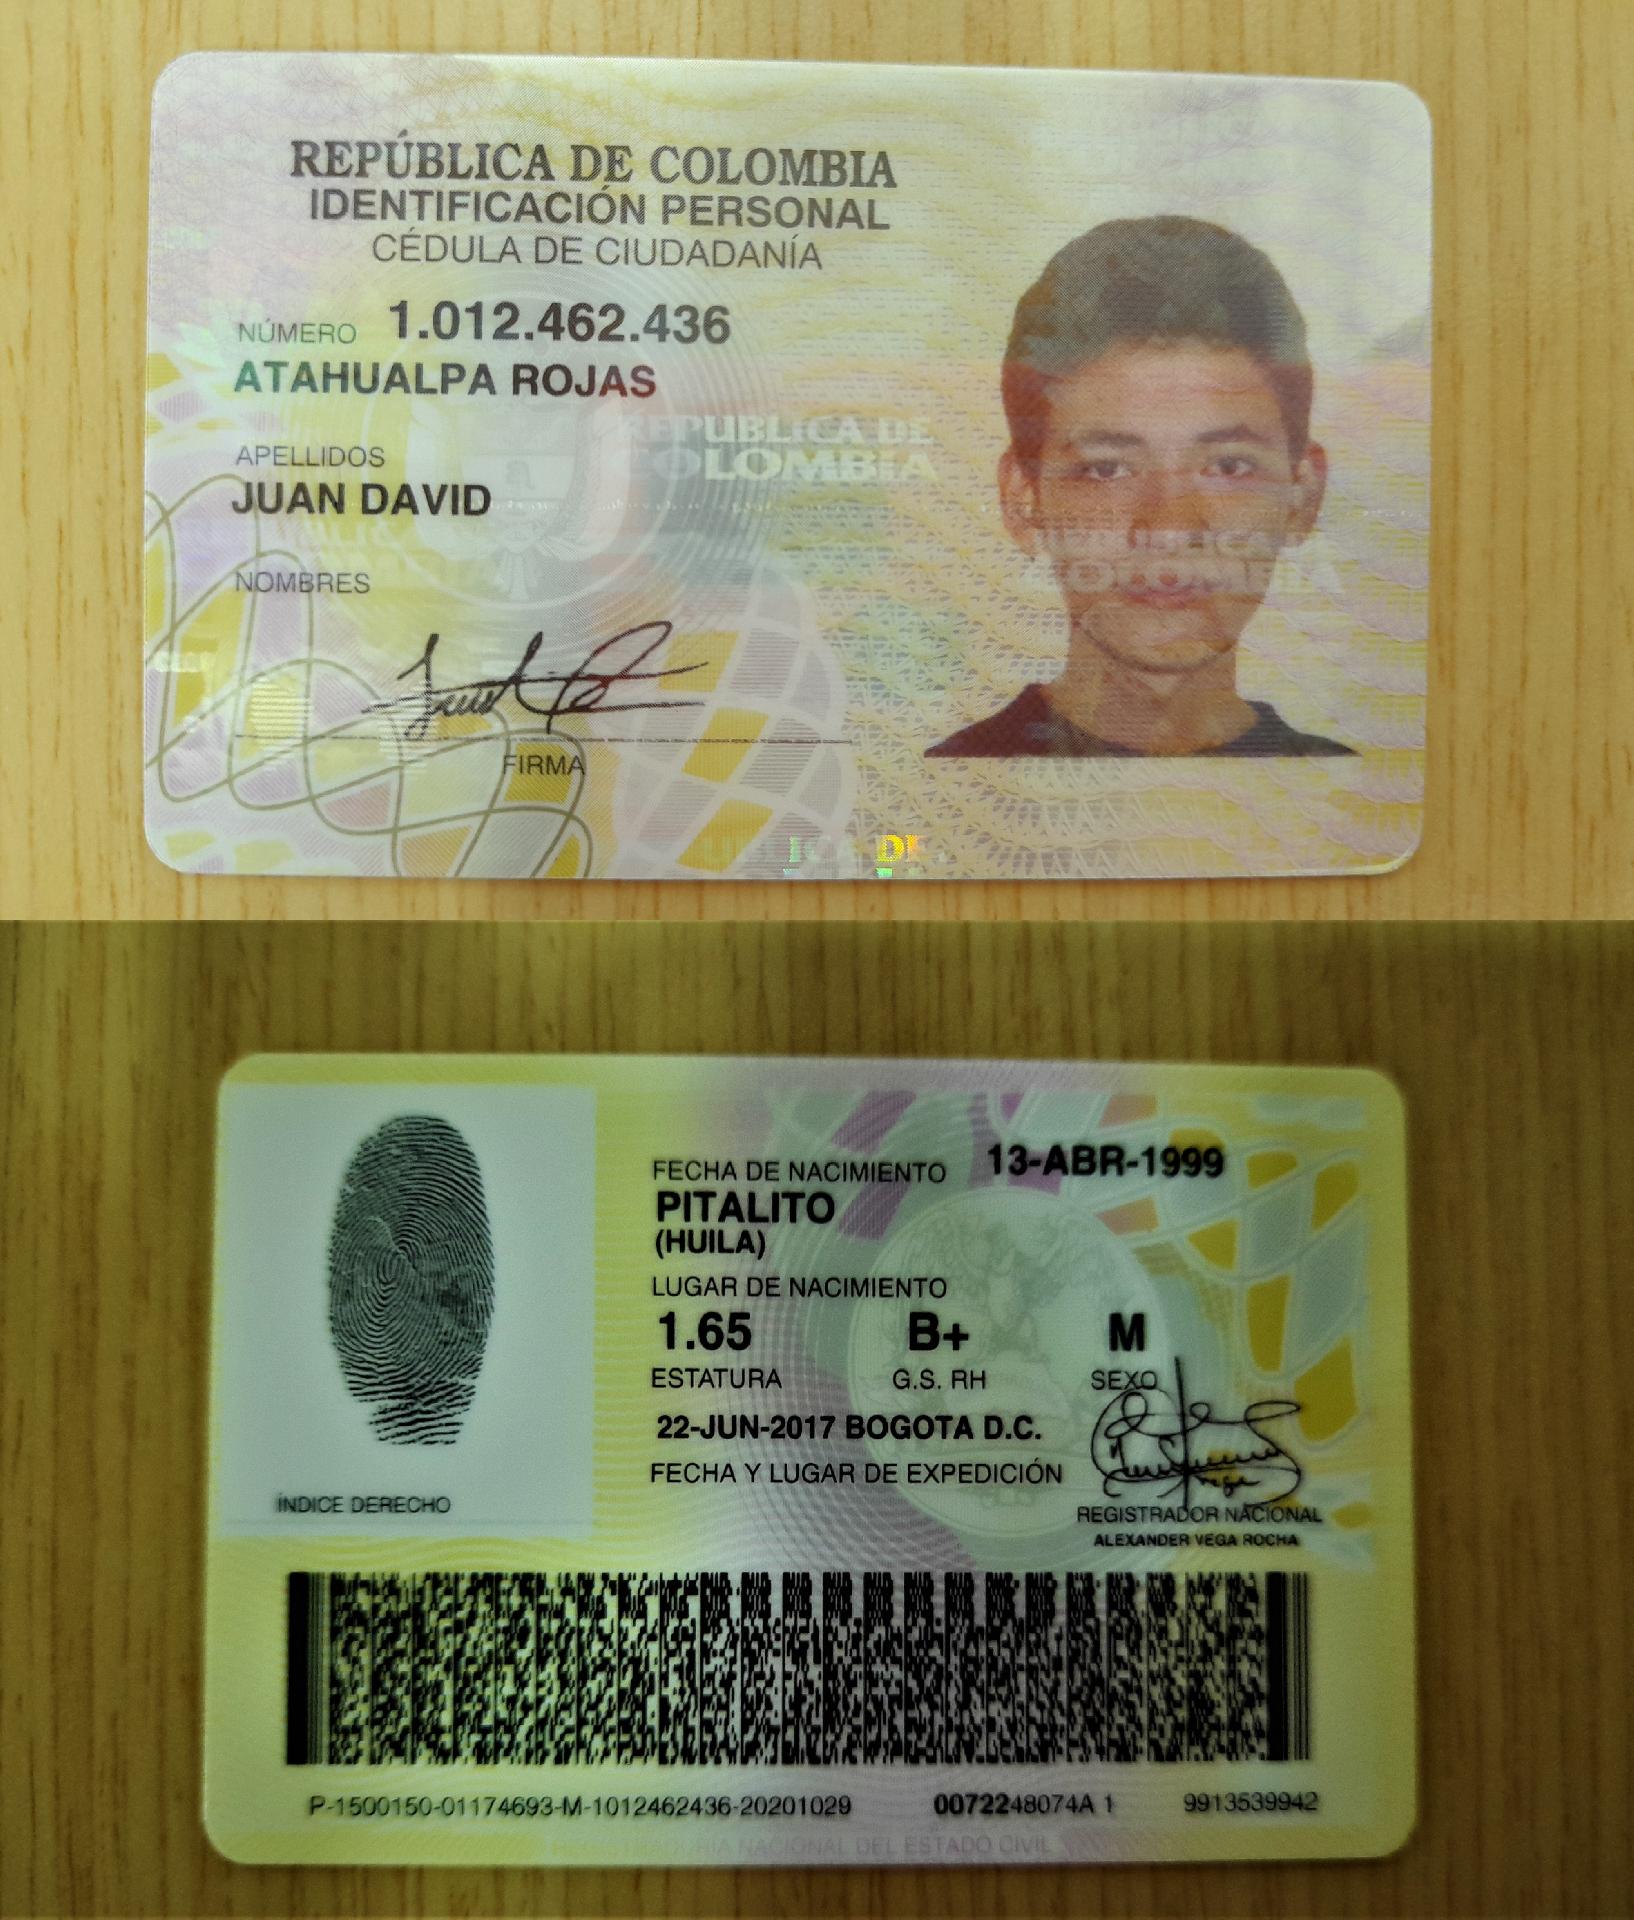 REPÚBLICA DE COLOMBIA
IDENTIFICACIÓN PERSONAL
CÉDULA DE CIUDADANÍA
NÚMERO 1.012.462.436
ATAHUALPA ROJAS
REPUBLICA DE
COLOMBIA
APELLIDOS
JUAN DAVID
REPUBLICA
COLOMBIA
NOMBRES
FIRMA
FECHA DE NACIMIENTO 13-ABR-1999
PITALITO
(HUILA)
LUGAR DE NACIMIENTO
1.65 B+ M
ESTATURA G.S. RH SEXO
22-JUN-2017 BOGOTA D.C.
FECHA Y LUGAR DE EXPEDICIÓN
ÍNDICE DERECHO
REGISTRADOR NACIONAL
ALEXANDER VEGA ROCHA
P-1500150-01174693-M-1012462436-20201029 0072248074A 1 9913539942
REGISTRADURIA NACIONAL DEL ESTADO CIVIL